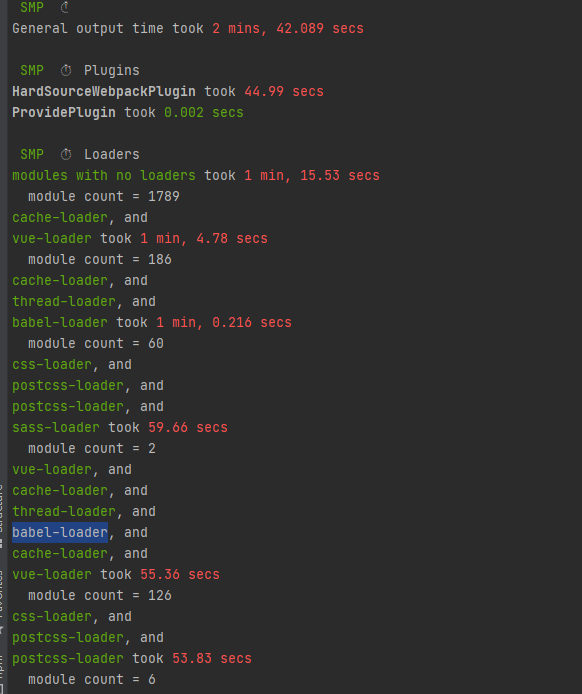 SMP ⏱
General output time took 2 mins, 42.089 secs
SMP ⏱ Plugins
HardSourceWebpackPlugin took 44.99 secs
ProvidePlugin took 0.002 secs
SMP ⏱ Loaders
modules with no loaders took 1 min, 15.53 secs
module count = 1789
cache-loader, and
vue-loader took 1 min, 4.78 secs
module count = 186
cache-loader, and
thread-loader, and
babel-loader took 1 min, 0.216 secs
module count = 60
css-loader, and
postcss-loader, and
postcss-loader, and
sass-loader took 59.66 secs
module count = 2
vue-loader, and
cache-loader, and
thread-loader, and
babel-loader, and
cache-loader, and
vue-loader took 55.36 secs
module count = 126
css-loader, and
postcss-loader, and
postcss-loader took 53.83 secs
module count = 6